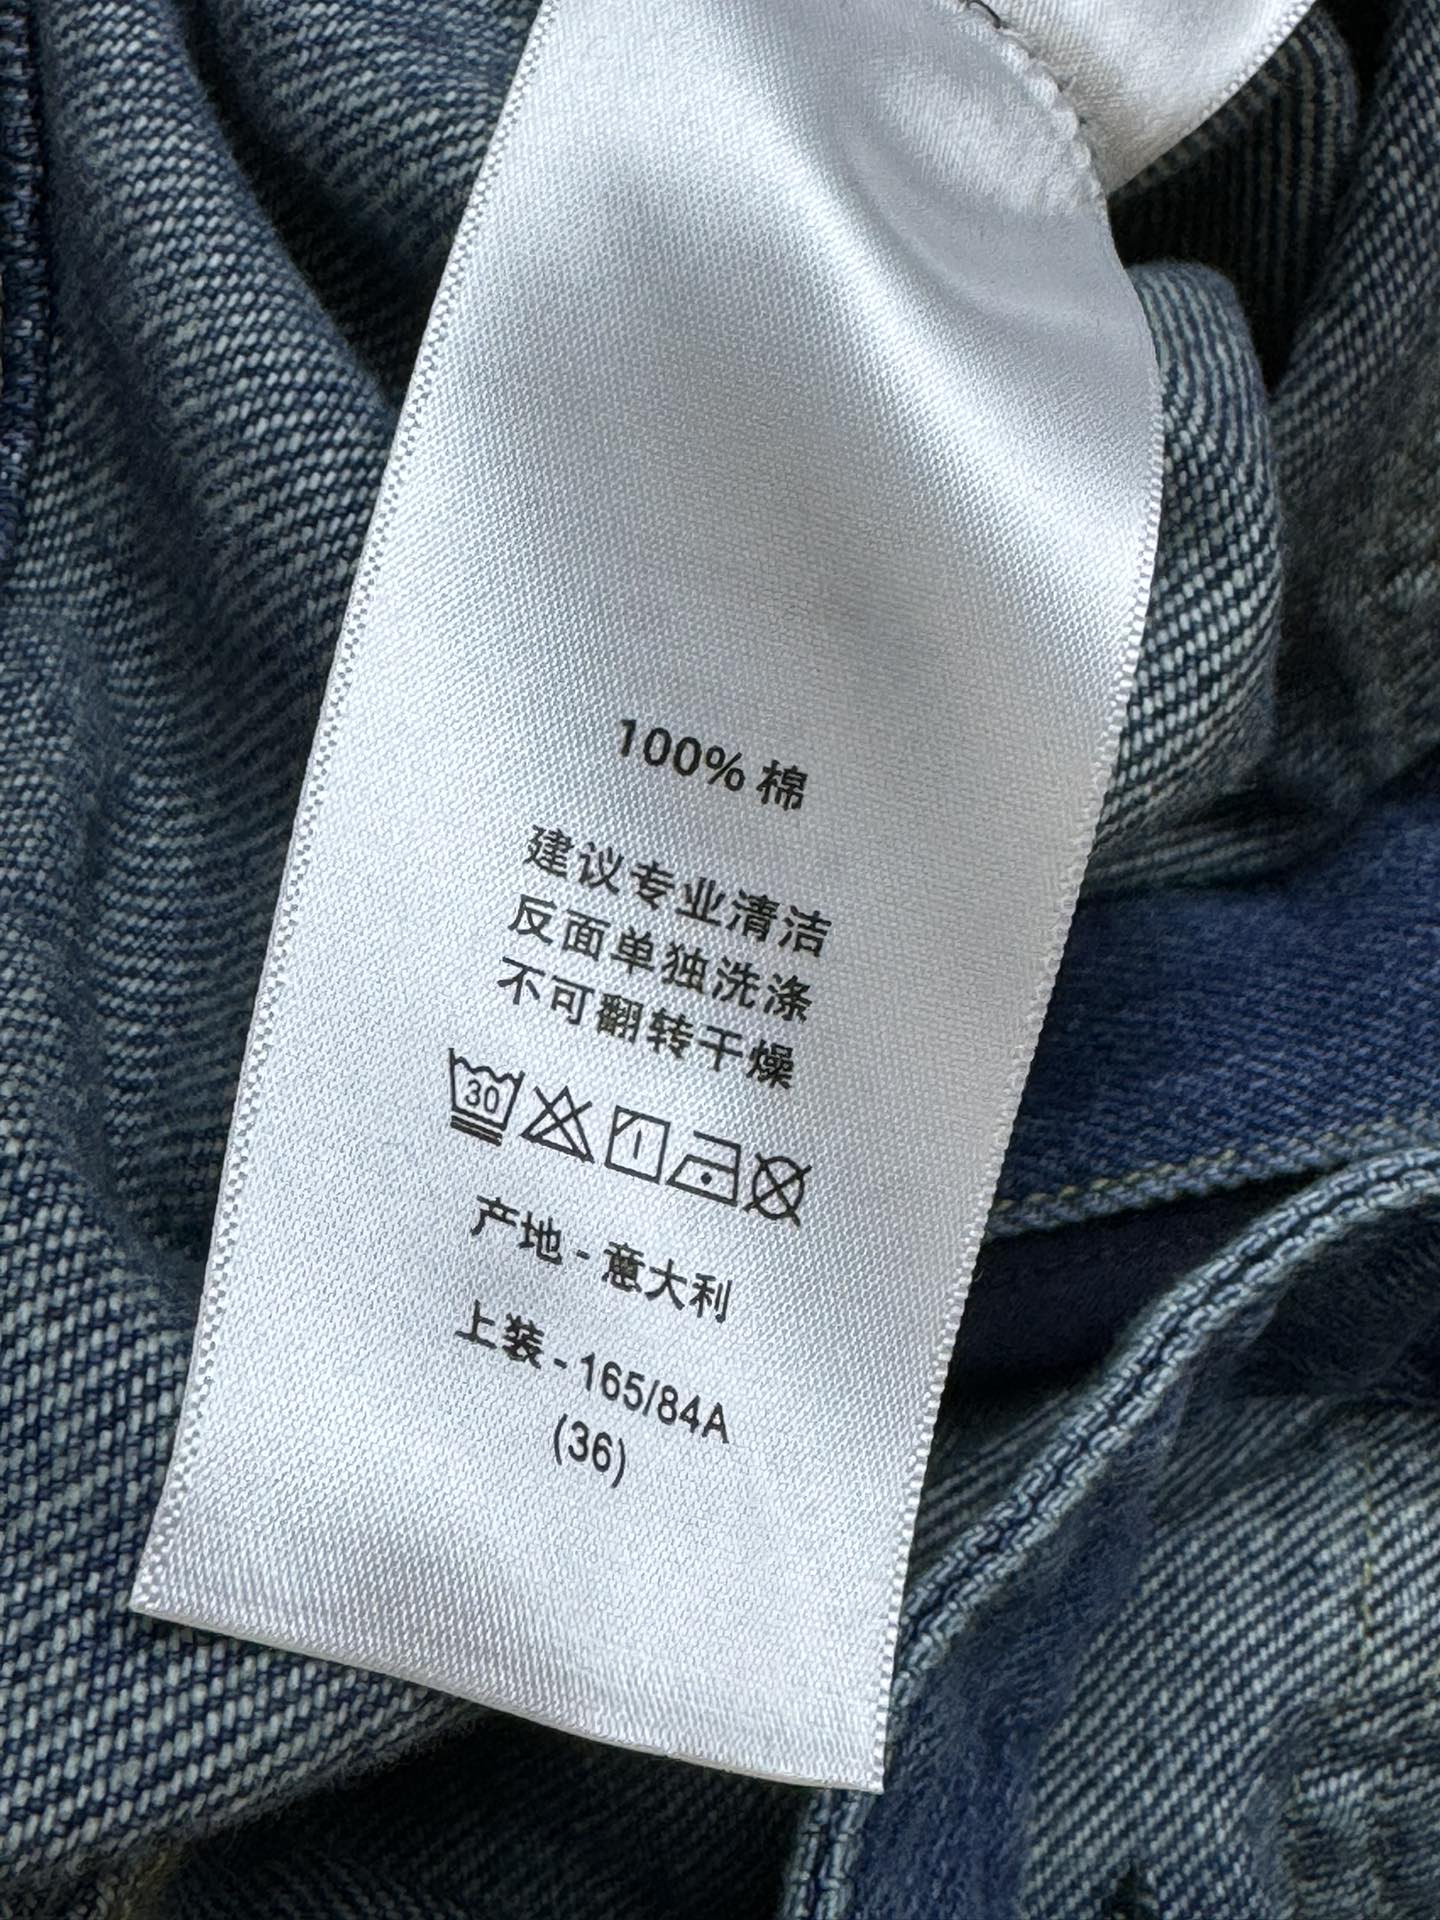 100% 棉
建议专业清洁
反面单独洗涤
不可翻转干燥
30
产地 - 意大利
上装 - 165/84A
(36)